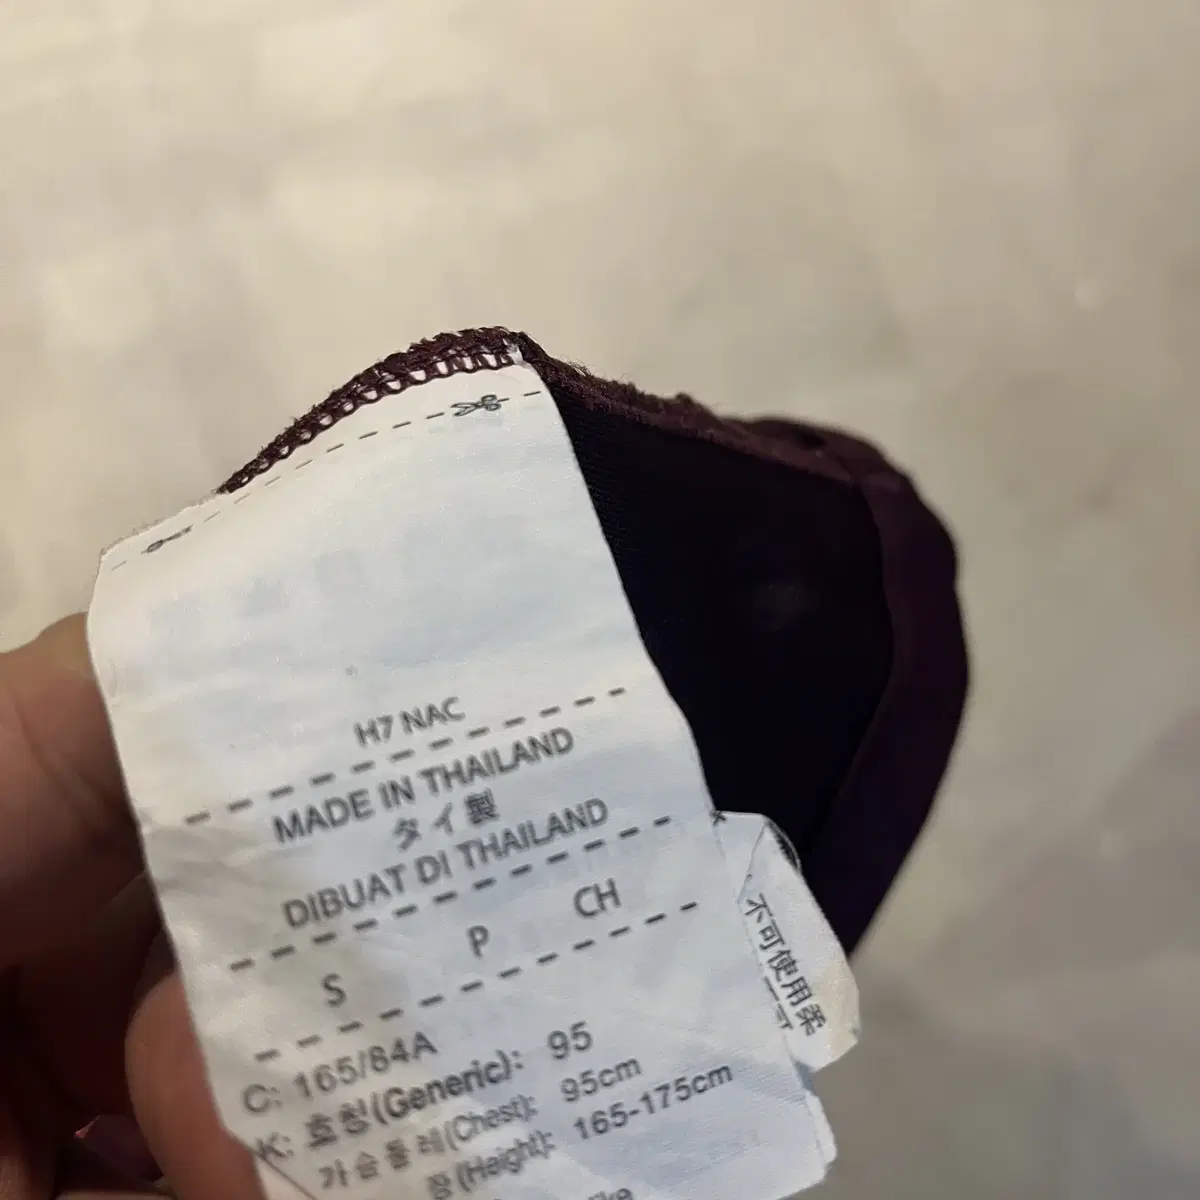 H7 NAC
MADE IN THAILAND
タイ製
DIBUAT DI THAILAND
S P CH
C: 165/84A
K: 호칭(Generic): 95
가슴둘레(Chest): 95cm
(Height): 165-175cm
不可使用柔